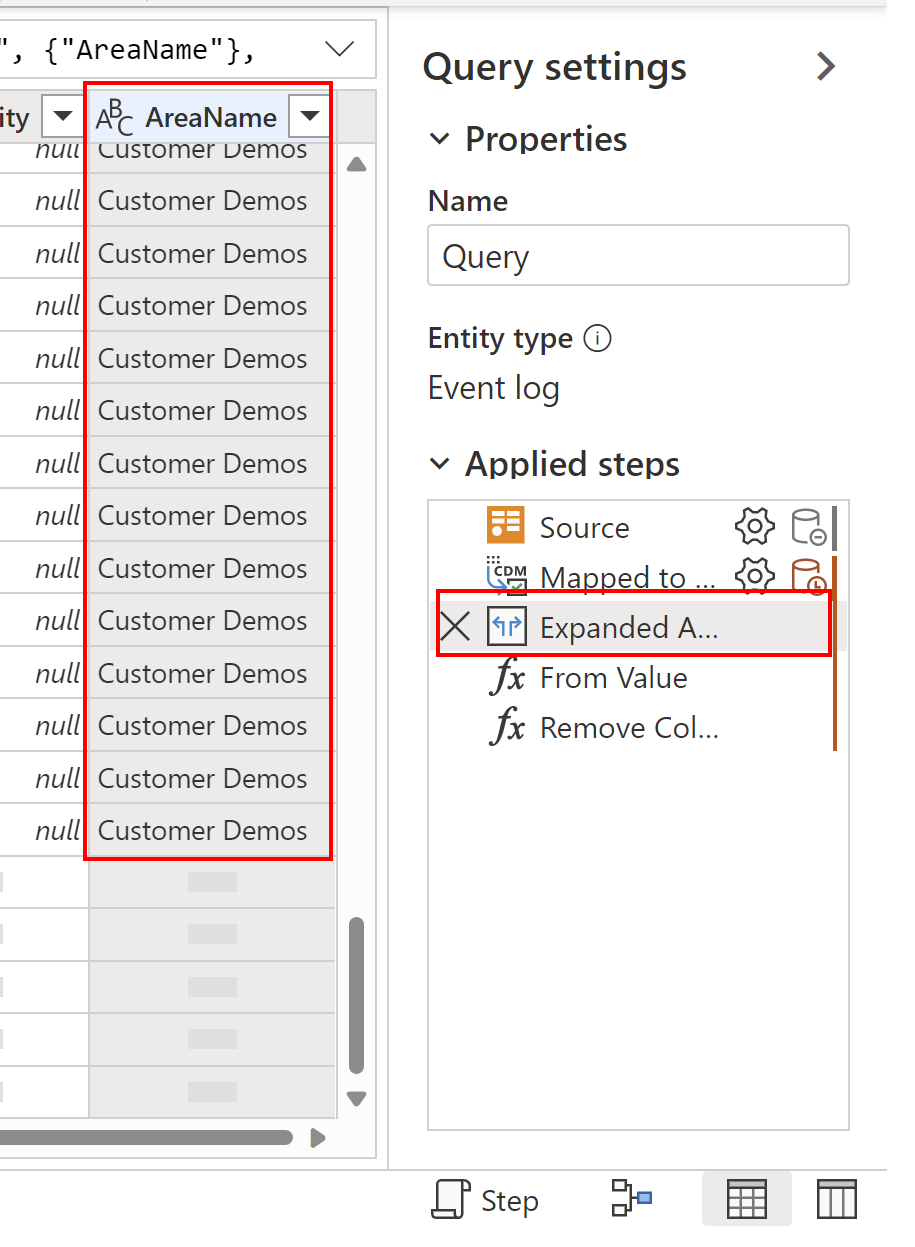 ", {"AreaName"},
ity
ABC AreaName
null Customer Demos
null Customer Demos
null Customer Demos
null Customer Demos
null Customer Demos
null Customer Demos
null Customer Demos
null Customer Demos
null Customer Demos
null Customer Demos
null Customer Demos
null Customer Demos
null Customer Demos
null Customer Demos
Query settings
Properties
Name
Query
Entity type
Event log
Applied steps
Source
CDM Mapped to ...
Expanded A...
fx From Value
fx Remove Col...
Step